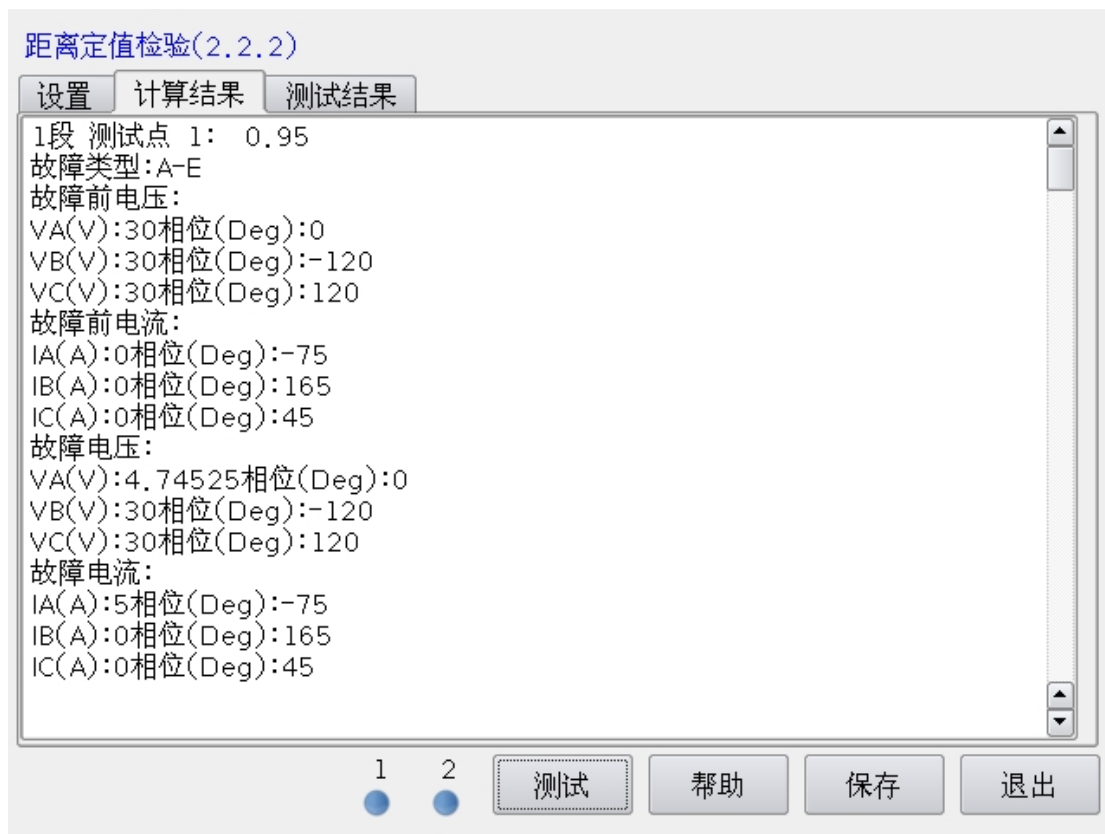 距离定值检验(2.2.2)
设置 计算结果 测试结果
1段 测试点 1: 0.95
故障类型:A-E
故障前电压:
VA(V):30相位(Deg):0
VB(V):30相位(Deg):-120
VC(V):30相位(Deg):120
故障前电流:
IA(A):0相位(Deg):-75
IB(A):0相位(Deg):165
IC(A):0相位(Deg):45
故障电压:
VA(V):4.74525相位(Deg):0
VB(V):30相位(Deg):-120
VC(V):30相位(Deg):120
故障电流:
IA(A):5相位(Deg):-75
IB(A):0相位(Deg):165
IC(A):0相位(Deg):45
1 2 测试 帮助 保存 退出